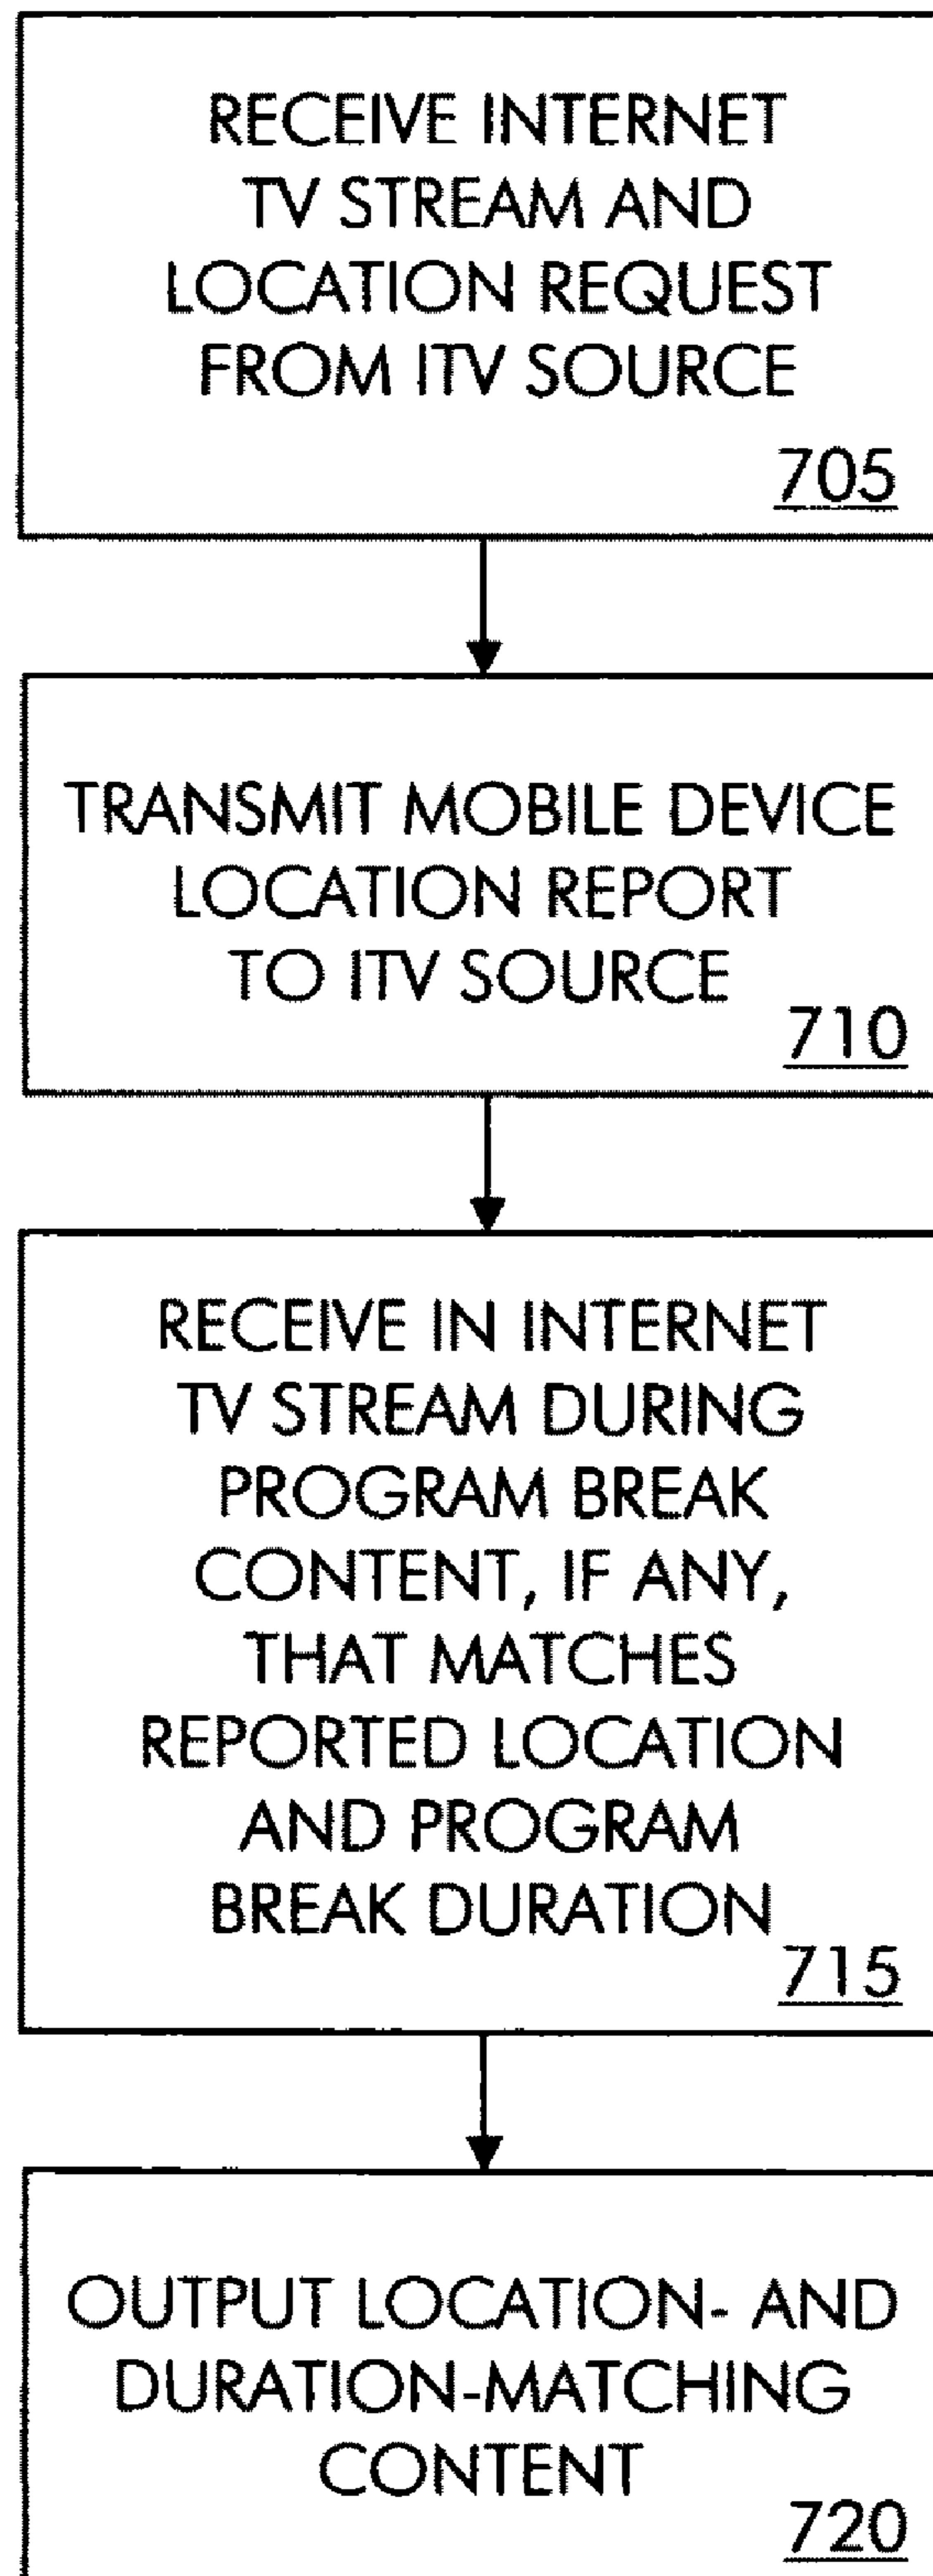 RECEIVE INTERNET
TV STREAM AND
LOCATION REQUEST
FROM ITV SOURCE
705
TRANSMIT MOBILE DEVICE
LOCATION REPORT
TO ITV SOURCE
710
RECEIVE IN INTERNET
TV STREAM DURING
PROGRAM BREAK
CONTENT, IF ANY,
THAT MATCHES
REPORTED LOCATION
AND PROGRAM
BREAK DURATION
715
OUTPUT LOCATION- AND
DURATION-MATCHING
CONTENT
720